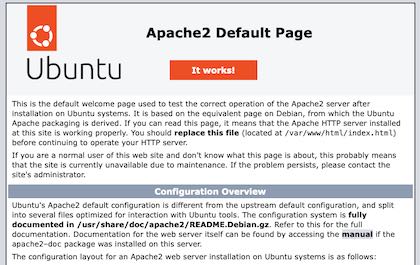 Apache2 Default Page
Ubuntu
It works!
This is the default welcome page used to test the correct operation of the Apache2 server after
installation on Ubuntu systems. It is based on the equivalent page on Debian, from which the Ubuntu
Apache packaging is derived. If you can read this page, it means that the Apache HTTP server installed
at this site is working properly. You should replace this file (located at /var/www/html/index.html)
before continuing to operate your HTTP server.
If you are a normal user of this web site and don't know what this page is about, this probably means
that the site is currently unavailable due to maintenance. If the problem persists, please contact the
site's administrator.
Configuration Overview
Ubuntu's Apache2 default configuration is different from the upstream default configuration, and split
into several files optimized for interaction with Ubuntu tools. The configuration system is fully
documented in /usr/share/doc/apache2/README.Debian.gz. Refer to this for the full
documentation. Documentation for the web server itself can be found by accessing the manual if the
apache2-doc package was installed on this server.
The configuration layout for an Apache2 web server installation on Ubuntu systems is as follows: